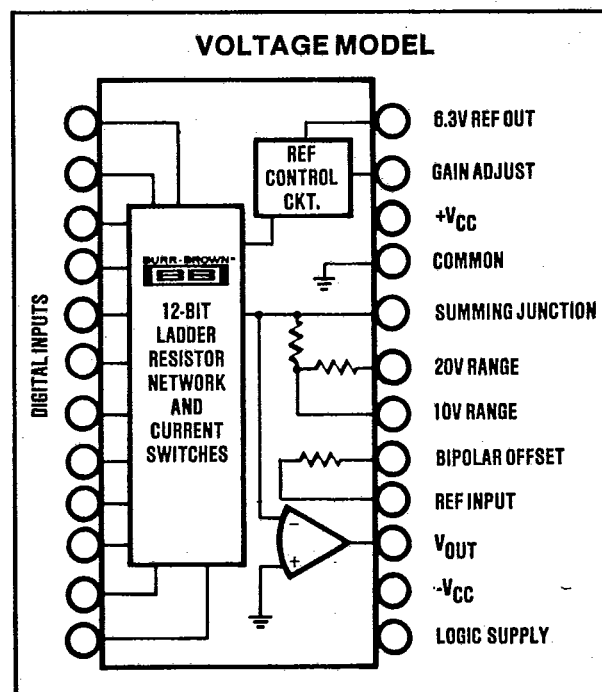 VOLTAGE MODEL
6.3V REF OUT
REF
CONTROL
CKT.
GAIN ADJUST
+VCC
BURR-BROWN
BB
COMMON
12-BIT
LADDER
RESISTOR
NETWORK
AND
CURRENT
SWITCHES
SUMMING JUNCTION
DIGITAL INPUTS
20V RANGE
10V RANGE
BIPOLAR OFFSET
REF INPUT
-
+
VOUT
-VCC
LOGIC SUPPLY